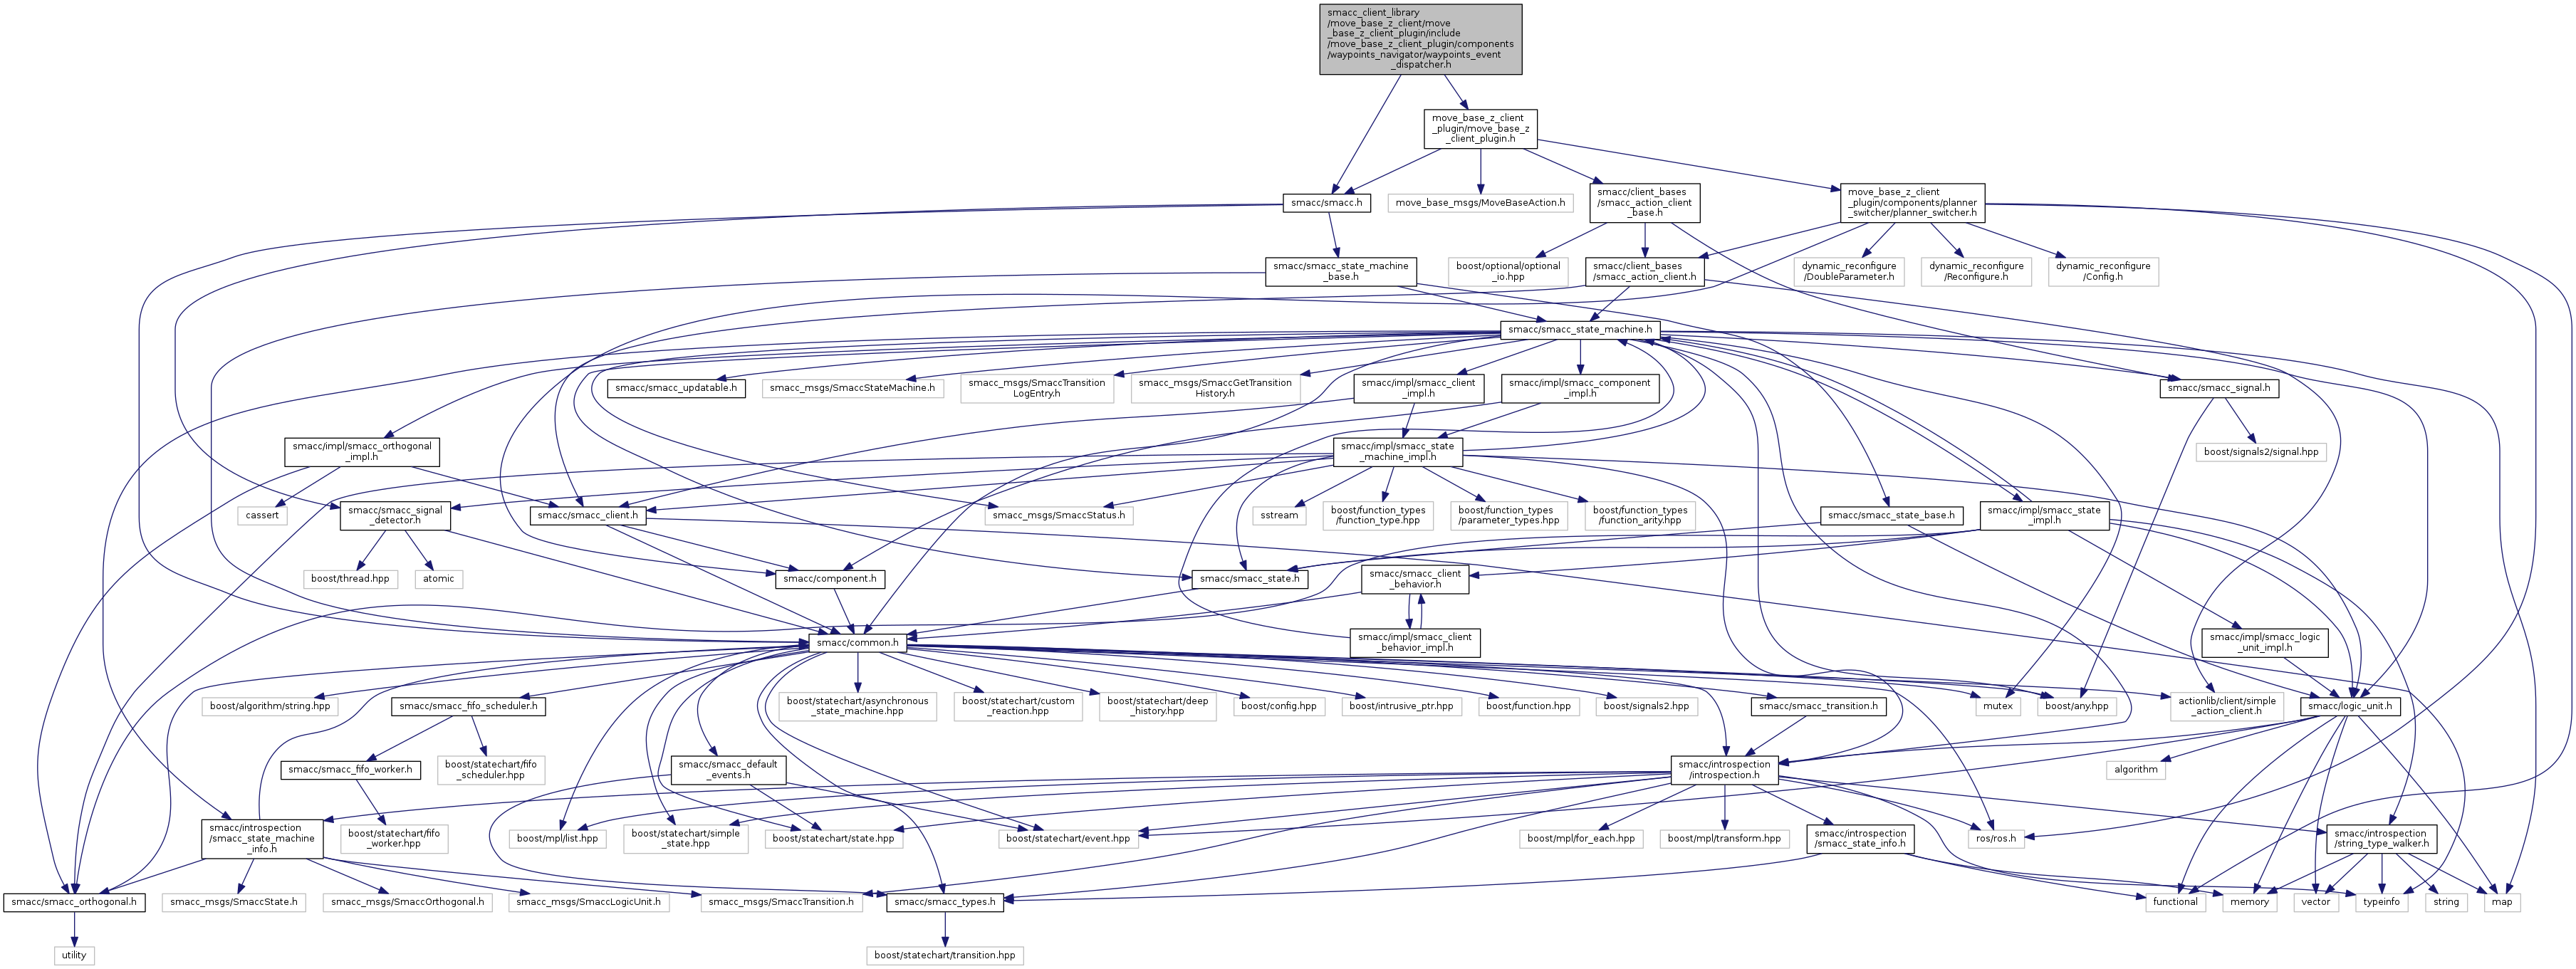 smacc_client_library
/move_base_z_client/move
_base_z_client_plugin/include
/move_base_z_client_plugin/components
/waypoints_navigator/waypoints_event
_dispatcher.h
move_base_z_client
_plugin/move_base_z
_client_plugin.h
smacc/smacc.h
move_base_msgs/MoveBaseAction.h
smacc/client_bases
/smacc_action_client
_base.h
move_base_z_client
_plugin/components/planner
_switcher/planner_switcher.h
smacc/smacc_state_machine
_base.h
boost/optional/optional
_io.hpp
smacc/client_bases
/smacc_action_client.h
dynamic_reconfigure
/DoubleParameter.h
dynamic_reconfigure
/Reconfigure.h
dynamic_reconfigure
/Config.h
smacc/smacc_state_machine.h
smacc/smacc_updatable.h
smacc_msgs/SmaccStateMachine.h
smacc_msgs/SmaccTransition
LogEntry.h
smacc_msgs/SmaccGetTransition
History.h
smacc/impl/smacc_client
_impl.h
smacc/impl/smacc_component
_impl.h
smacc/smacc_signal.h
smacc/impl/smacc_orthogonal
_impl.h
smacc/impl/smacc_state
_machine_impl.h
boost/signals2/signal.hpp
cassert
smacc/smacc_signal
_detector.h
smacc/smacc_client.h
smacc_msgs/SmaccStatus.h
sstream
boost/function_types
/function_type.hpp
boost/function_types
/parameter_types.hpp
boost/function_types
/function_arity.hpp
smacc/smacc_state_base.h
smacc/impl/smacc_state
_impl.h
boost/thread.hpp
atomic
smacc/component.h
smacc/smacc_state.h
smacc/smacc_client
_behavior.h
smacc/common.h
smacc/impl/smacc_client
_behavior_impl.h
smacc/impl/smacc_logic
_unit_impl.h
boost/algorithm/string.hpp
smacc/smacc_fifo_scheduler.h
boost/statechart/asynchronous
_state_machine.hpp
boost/statechart/custom
_reaction.hpp
boost/statechart/deep
_history.hpp
boost/config.hpp
boost/intrusive_ptr.hpp
boost/function.hpp
boost/signals2.hpp
smacc/smacc_transition.h
mutex
boost/any.hpp
actionlib/client/simple
_action_client.h
smacc/logic_unit.h
smacc/smacc_fifo_worker.h
boost/statechart/fifo
_scheduler.hpp
smacc/smacc_default
_events.h
smacc/introspection
/introspection.h
algorithm
smacc/introspection
/smacc_state_machine
_info.h
boost/statechart/fifo
_worker.hpp
boost/mpl/list.hpp
boost/statechart/simple
_state.hpp
boost/statechart/state.hpp
boost/statechart/event.hpp
boost/mpl/for_each.hpp
boost/mpl/transform.hpp
smacc/introspection
/smacc_state_info.h
ros/ros.h
smacc/introspection
/string_type_walker.h
smacc/smacc_orthogonal.h
smacc_msgs/SmaccState.h
smacc_msgs/SmaccOrthogonal.h
smacc_msgs/SmaccLogicUnit.h
smacc_msgs/SmaccTransition.h
smacc/smacc_types.h
functional
memory
vector
typeinfo
string
map
utility
boost/statechart/transition.hpp